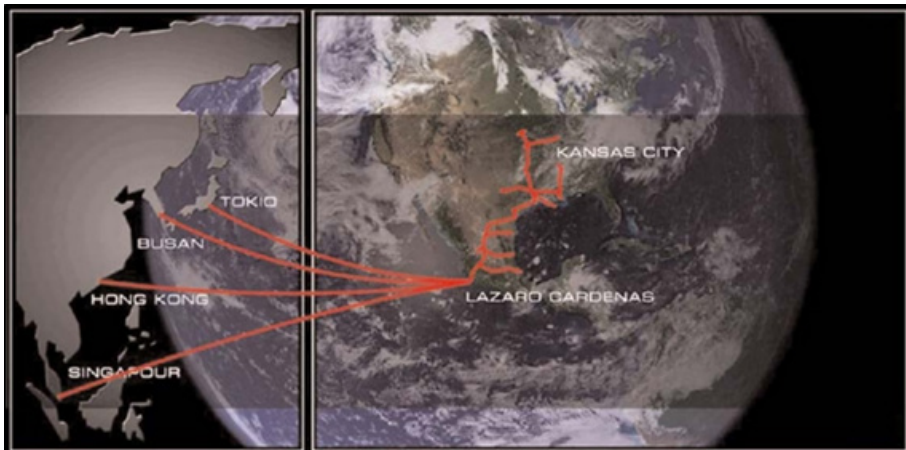 KANSAS CITY
TOKIO
BUSAN
HONG KONG
LAZARO CARDENAS
SINGAPOUR